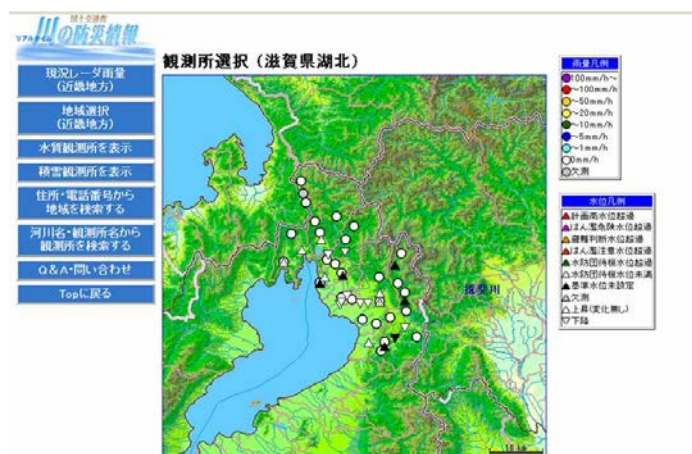 国土交通省
リアルタイム
川の防災情報
現況レーダ雨量
(近畿地方)
地域選択
(近畿地方)
水質観測所を表示
積雪観測所を表示
住所・電話番号から
地域を検索する
河川名・観測所名から
観測所を検索する
Q&A・問い合わせ
Topに戻る
観測所選択(滋賀県湖北)
揖斐川
10 km
雨量凡例
100mm/h~
~100mm/h
~50mm/h
~20mm/h
~10mm/h
~5mm/h
~1mm/h
0mm/h
欠測
水位凡例
計画高水位超過
はん濫危険水位超過
避難判断水位超過
はん濫注意水位超過
水防団待機水位超過
水防団待機水位未満
基準水位未設定
欠測
上昇(変化無し)
下降